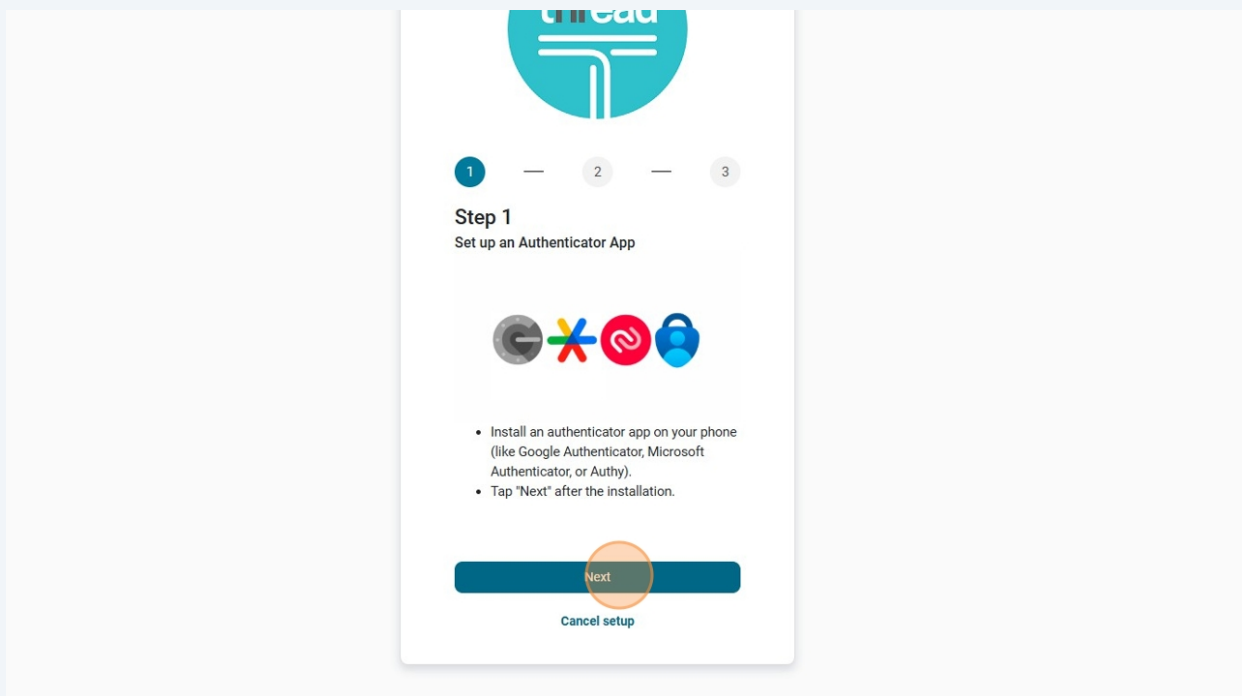 thread
1
2
3
Step 1
Set up an Authenticator App
Install an authenticator app on your phone
(like Google Authenticator, Microsoft
Authenticator, or Authy).
Tap "Next" after the installation.
Next
Cancel setup